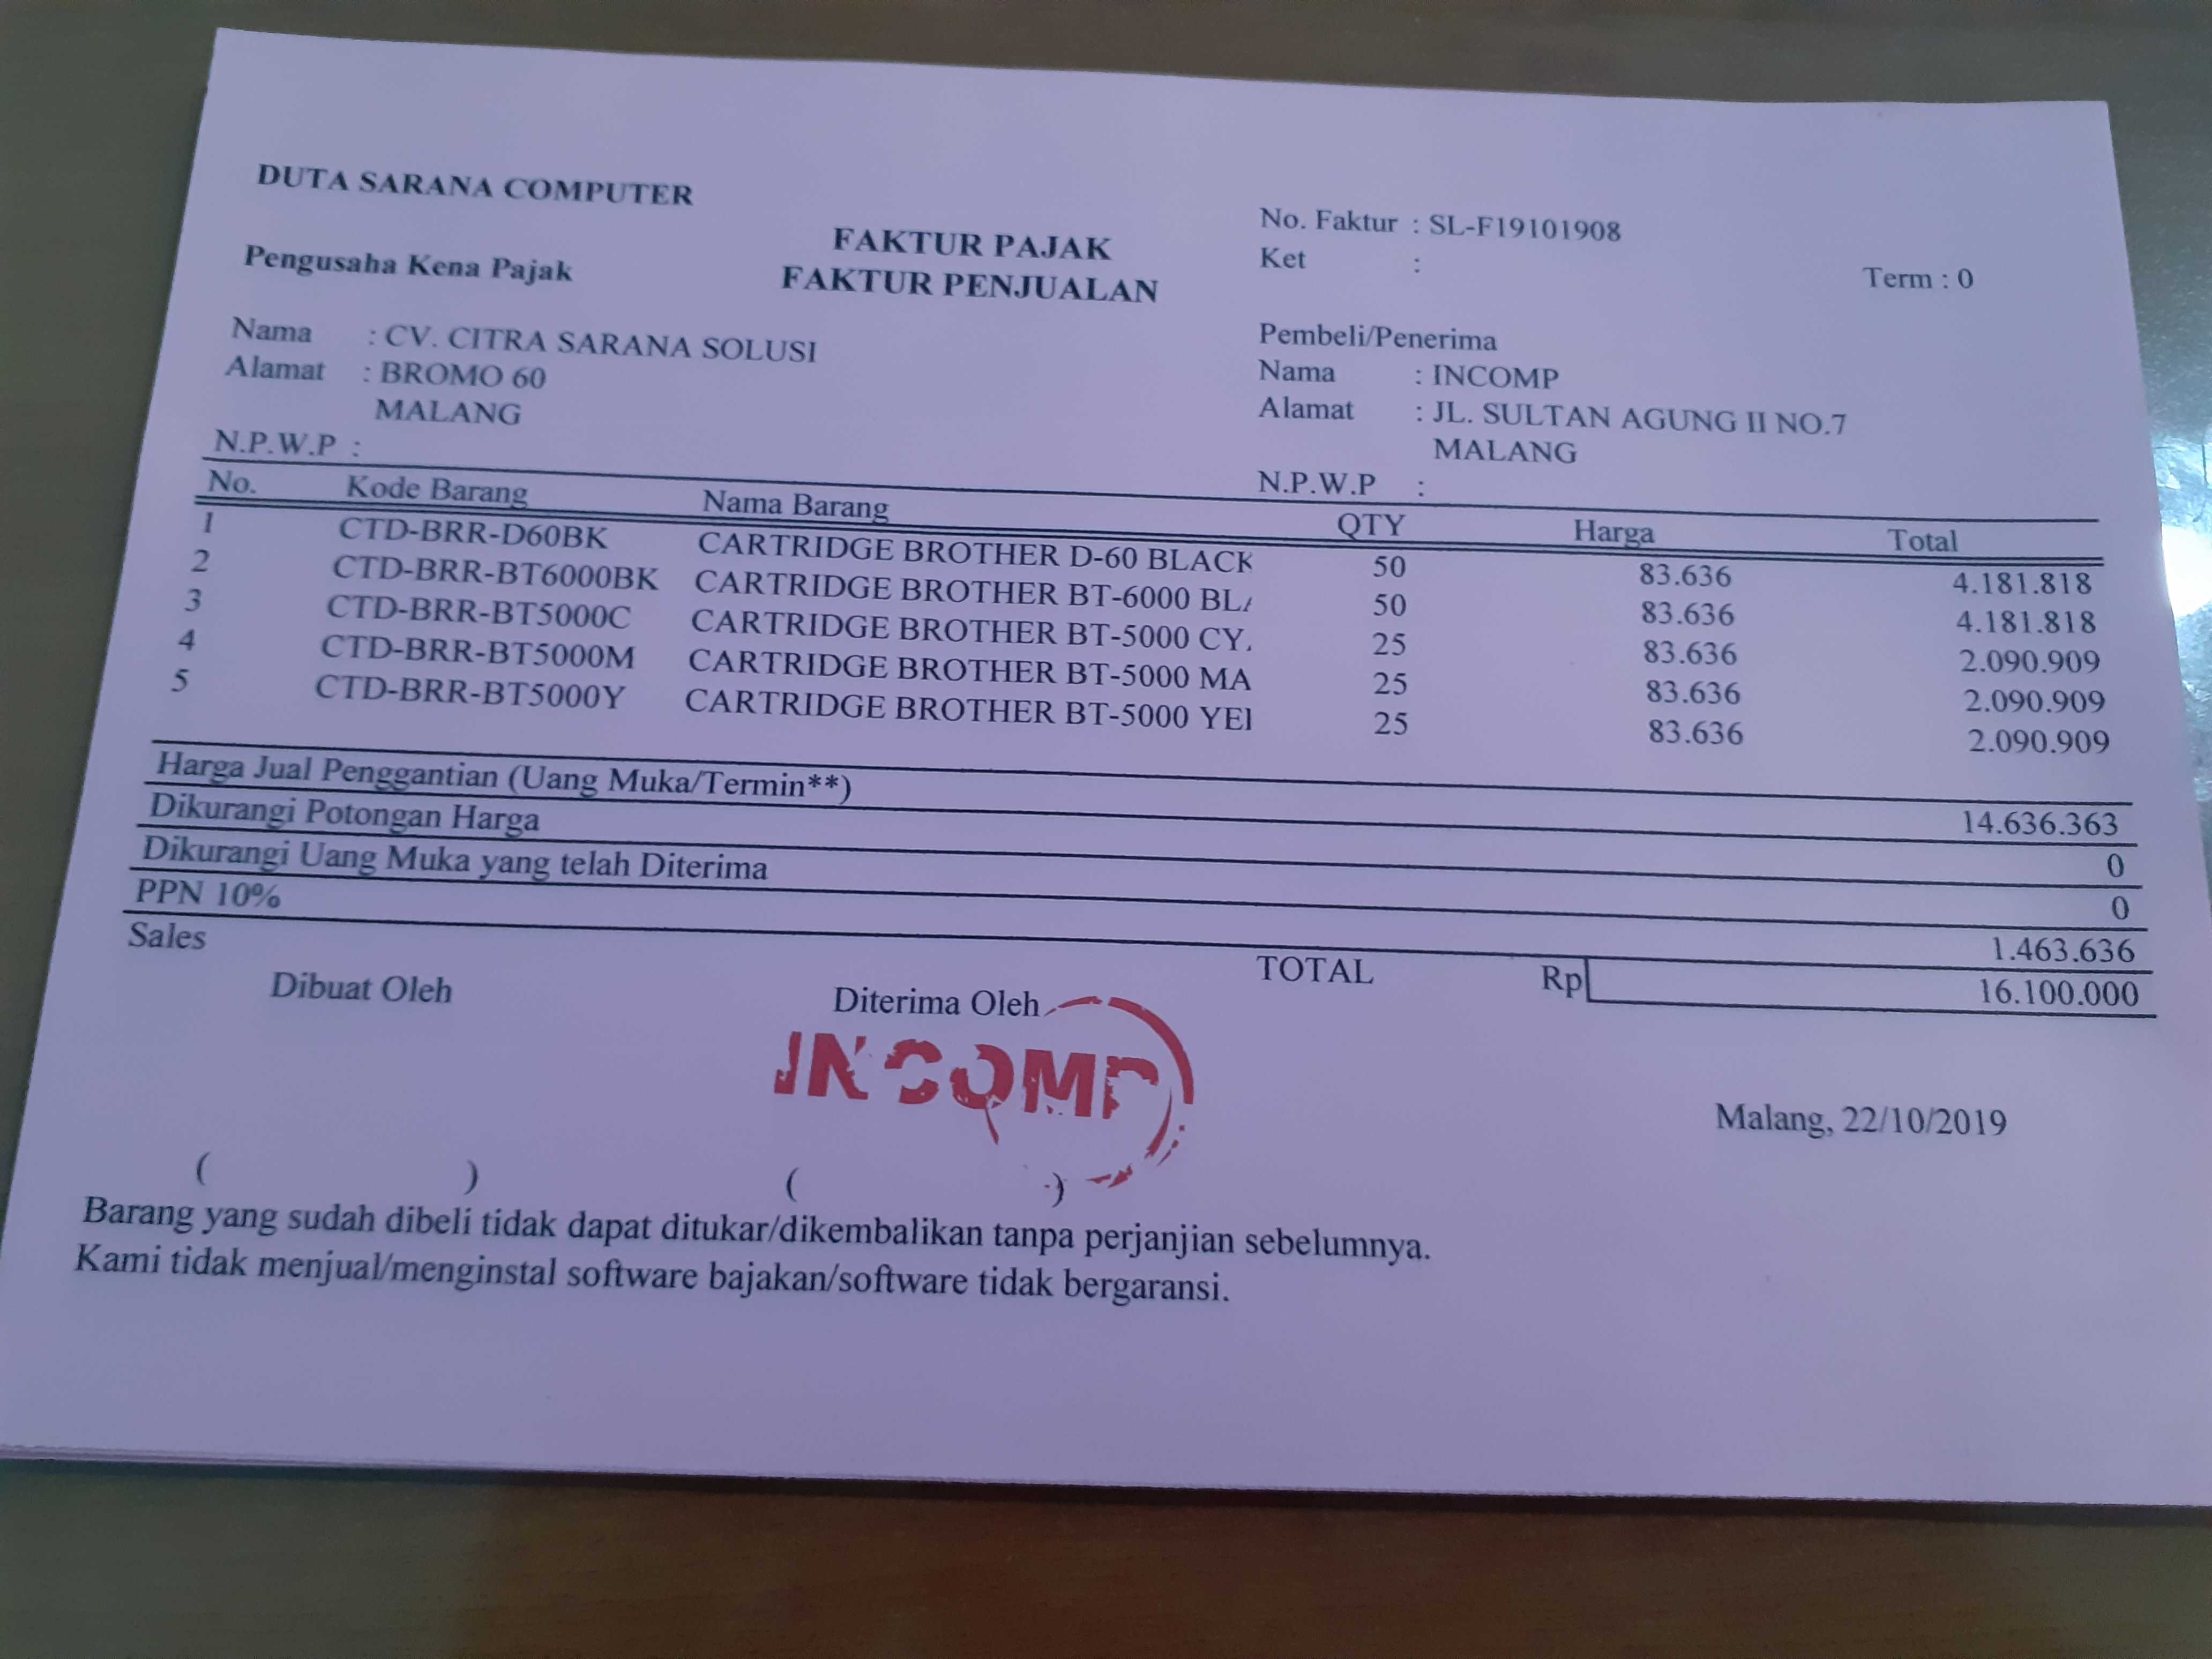 DUTA SARANA COMPUTER
FAKTUR PAJAK
FAKTUR PENJUALAN
No. Faktur : SL-F19101908
Ket :
Term : 0
Pengusaha Kena Pajak
Nama : CV. CITRA SARANA SOLUSI
Alamat : BROMO 60
MALANG
N.P.W.P :
Pembeli/Penerima
Nama : INCOMP
Alamat : JL. SULTAN AGUNG II NO.7
MALANG
N.P.W.P :
No. Kode Barang Nama Barang QTY Harga Total
1 CTD-BRR-D60BK CARTRIDGE BROTHER D-60 BLACK 50 83.636 4.181.818
2 CTD-BRR-BT6000BK CARTRIDGE BROTHER BT-6000 BLA 50 83.636 4.181.818
3 CTD-BRR-BT5000C CARTRIDGE BROTHER BT-5000 CY 25 83.636 2.090.909
4 CTD-BRR-BT5000M CARTRIDGE BROTHER BT-5000 MA 25 83.636 2.090.909
5 CTD-BRR-BT5000Y CARTRIDGE BROTHER BT-5000 YEI 25 83.636 2.090.909
Harga Jual Penggantian (Uang Muka/Termin**) 14.636.363
Dikurangi Potongan Harga 0
Dikurangi Uang Muka yang telah Diterima 0
PPN 10% 1.463.636
Sales TOTAL Rp 16.100.000
Dibuat Oleh Diterima Oleh
INCOMP
Malang, 22/10/2019
( ) ( )
Barang yang sudah dibeli tidak dapat ditukar/dikembalikan tanpa perjanjian sebelumnya.
Kami tidak menjual/menginstal software bajakan/software tidak bergaransi.